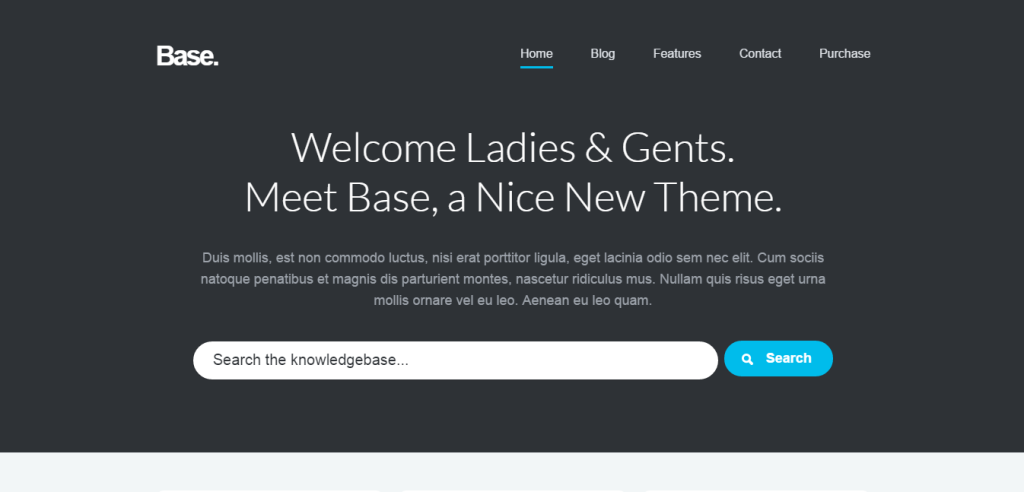 Base.
Home Blog Features Contact Purchase
Welcome Ladies & Gents.
Meet Base, a Nice New Theme.
Duis mollis, est non commodo luctus, nisi erat porttitor ligula, eget lacinia odio sem nec elit. Cum sociis
natoque penatibus et magnis dis parturient montes, nascetur ridiculus mus. Nullam quis risus eget urna
mollis ornare vel eu leo. Aenean eu leo quam.
Search the knowledgebase... Search